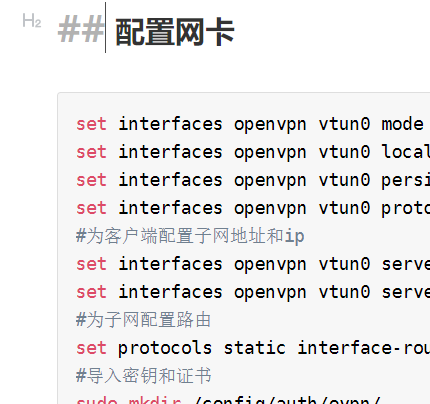 H2
## 配置网卡
set interfaces openvpn vtun0 mode
set interfaces openvpn vtun0 local
set interfaces openvpn vtun0 persi
set interfaces openvpn vtun0 proto
#为客户端配置子网地址和ip
set interfaces openvpn vtun0 serve
set interfaces openvpn vtun0 serve
#为子网配置路由
set protocols static interface-rou
#导入密钥和证书
sudo mkdir /config/auth/ovpn/